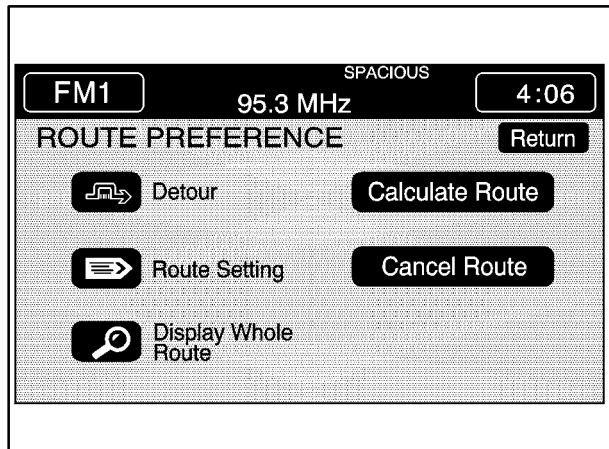 SPACIOUS
FM1 95.3 MHz 4:06
ROUTE PREFERENCE Return
Detour Calculate Route
Route Setting Cancel Route
Display Whole
Route